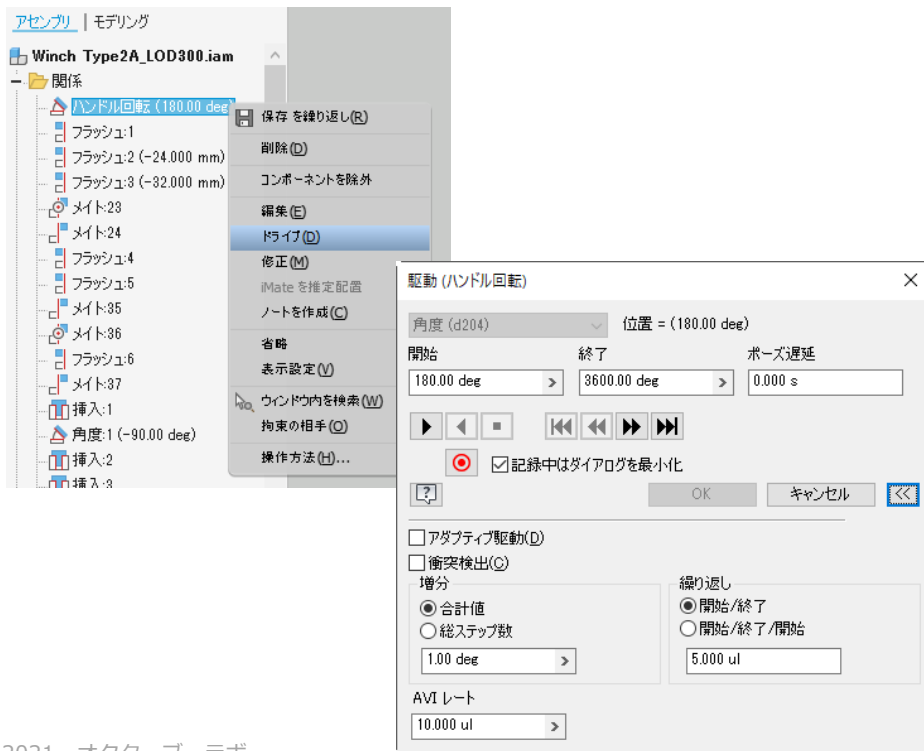 アセンブリ | モデリング
Winch Type2A_LOD300.iam
関係
ハンドル回転 (180.00 deg)
フラッシュ:1
フラッシュ:2 (-24.000 mm)
フラッシュ:3 (-32.000 mm)
メイト:23
メイト:24
フラッシュ:4
フラッシュ:5
メイト:35
メイト:36
フラッシュ:6
メイト:37
挿入:1
角度:1 (-90.00 deg)
挿入:2
挿入:3
保存 を繰り返し(R)
削除(D)
コンポーネントを除外
編集(E)
ドライブ(D)
修正(M)
iMate を推定配置
ノートを作成(C)
省略
表示設定(V)
ウィンドウ内を検索(W)
拘束の相手(O)
操作方法(H)...
駆動 (ハンドル回転)
角度 (d204)
位置 = (180.00 deg)
開始 終了 ポーズ遅延
180.00 deg 3600.00 deg 0.000 s
記録中はダイアログを最小化
OK キャンセル <<
アダプティブ駆動(D)
衝突検出(C)
増分
合計値
総ステップ数
1.00 deg
繰り返し
開始/終了
開始/終了/開始
5.000 ul
AVI レート
10.000 ul